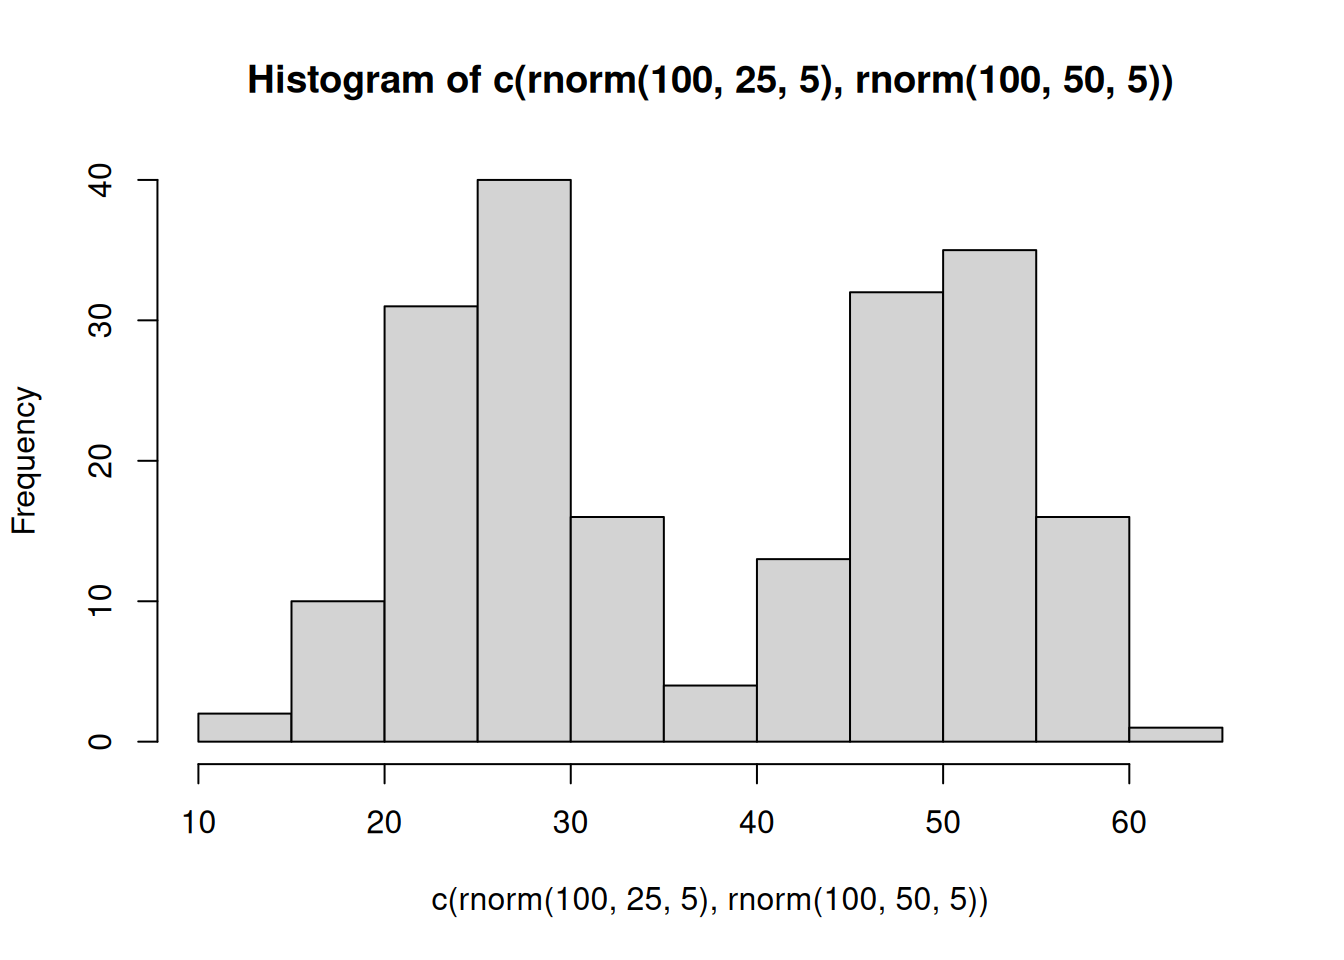 Histogram of c(rnorm(100, 25, 5), rnorm(100, 50, 5))
Frequency
40
30
20
10
0
10 20 30 40 50 60
c(rnorm(100, 25, 5), rnorm(100, 50, 5))